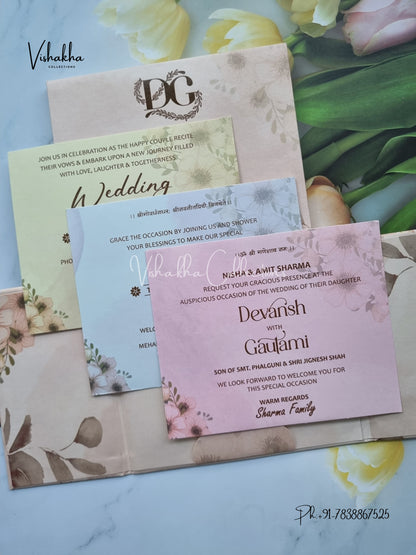 Vishakha
COLLECTIONS
DG
JOIN US IN CELEBRATION AS THE HAPPY COUPLE RECITE
THEIR VOWS & EMBARK UPON A NEW JOURNEY FILLED
WITH LOVE, LAUGHTER & TOGETHERNESS!
Wedding
PHO
GRACE THE OCCASION BY JOINING US AND SHOWER
YOUR BLESSINGS TO MAKE OUR SPECIAL
WELC
MEHA
Vishakha Coll
NISHA & AMIT SHARMA
REQUEST YOUR GRACIOUS PRESENCE AT THE
AUSPICIOUS OCCASION OF THE WEDDING OF THEIR DAUGHTER
Devansh
WITH
Gautami
SON OF SMT. PHALGUNI & SHRI JIGNESH SHAH
WE LOOK FORWARD TO WELCOME YOU FOR
THIS SPECIAL OCCASION
WARM REGARDS
Sharma Family
Ph.+91-7838867525